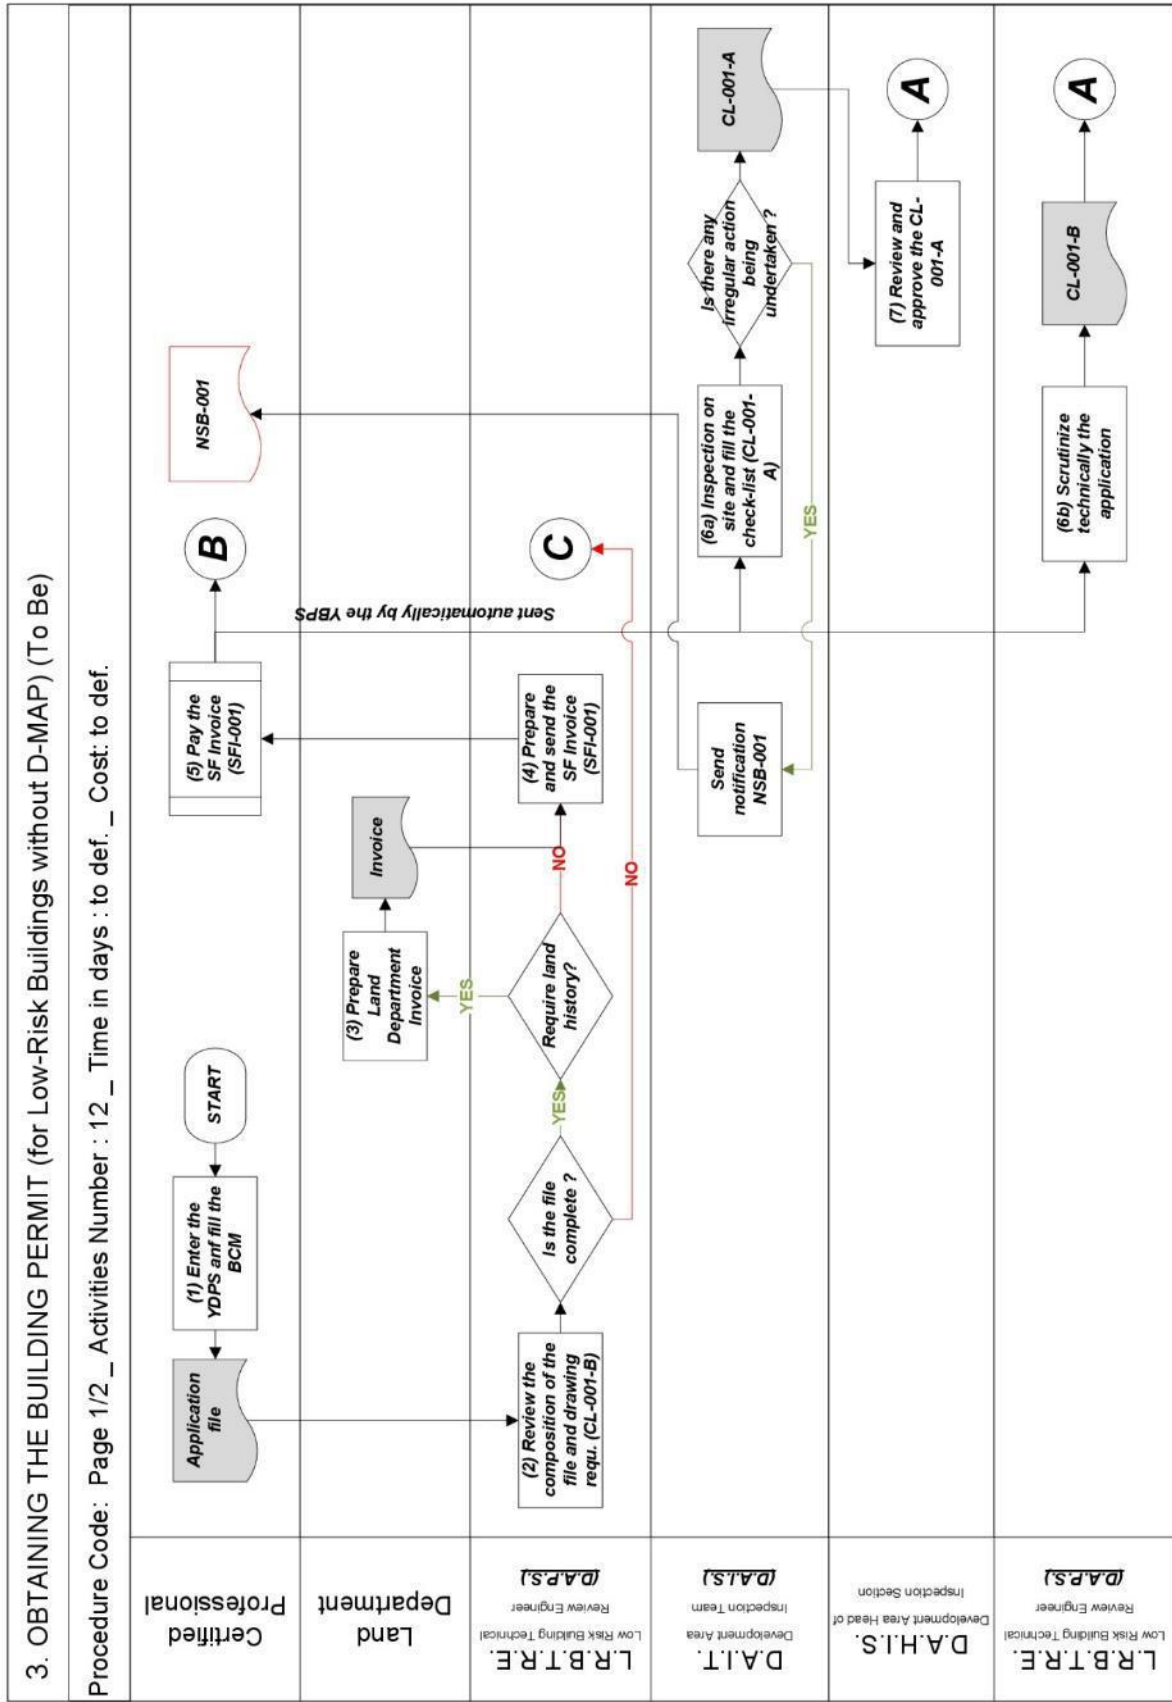 3. OBTAINING THE BUILDING PERMIT (for Low-Risk Buildings without D-MAP) (To Be)
Procedure Code: Page 1/2 _ Activities Number : 12 _ Time in days : to def. _ Cost: to def.
Certified
Professional
Application
file
(1) Enter the
YDPS anf fill the
BCM
START
(5) Pay the
SF Invoice
(SFI-001)
B
NSB-001
Land
Department
(3) Prepare
Land
Department
Invoice
Invoice
YES
Sent automatically by the YBPS
L.R.B.T.R.E.
Low Risk Building Technical
Review Engineer
(D.A.P.S.)
(2) Review the
composition of the
file and drawing
requ. (CL-001-B)
Is the file
complete ?
YES
Require land
history?
NO
(4) Prepare
and send the
SF Invoice
(SFI-001)
C
NO
D.A.I.T.
Development Area
Inspection Team
(D.A.I.S.)
Send
notification
NSB-001
(6a) Inspection on
site and fill the
check-list (CL-001-
A)
Is there any
irregular action
being
undertaken ?
CL-001-A
YES
D.A.H.I.S.
Development Area Head of
Inspection Section
(7) Review and
approve the CL-
001-A
A
L.R.B.T.R.E.
Low Risk Building Technical
Review Engineer
(D.A.P.S.)
(6b) Scrutinize
technically the
application
CL-001-B
A